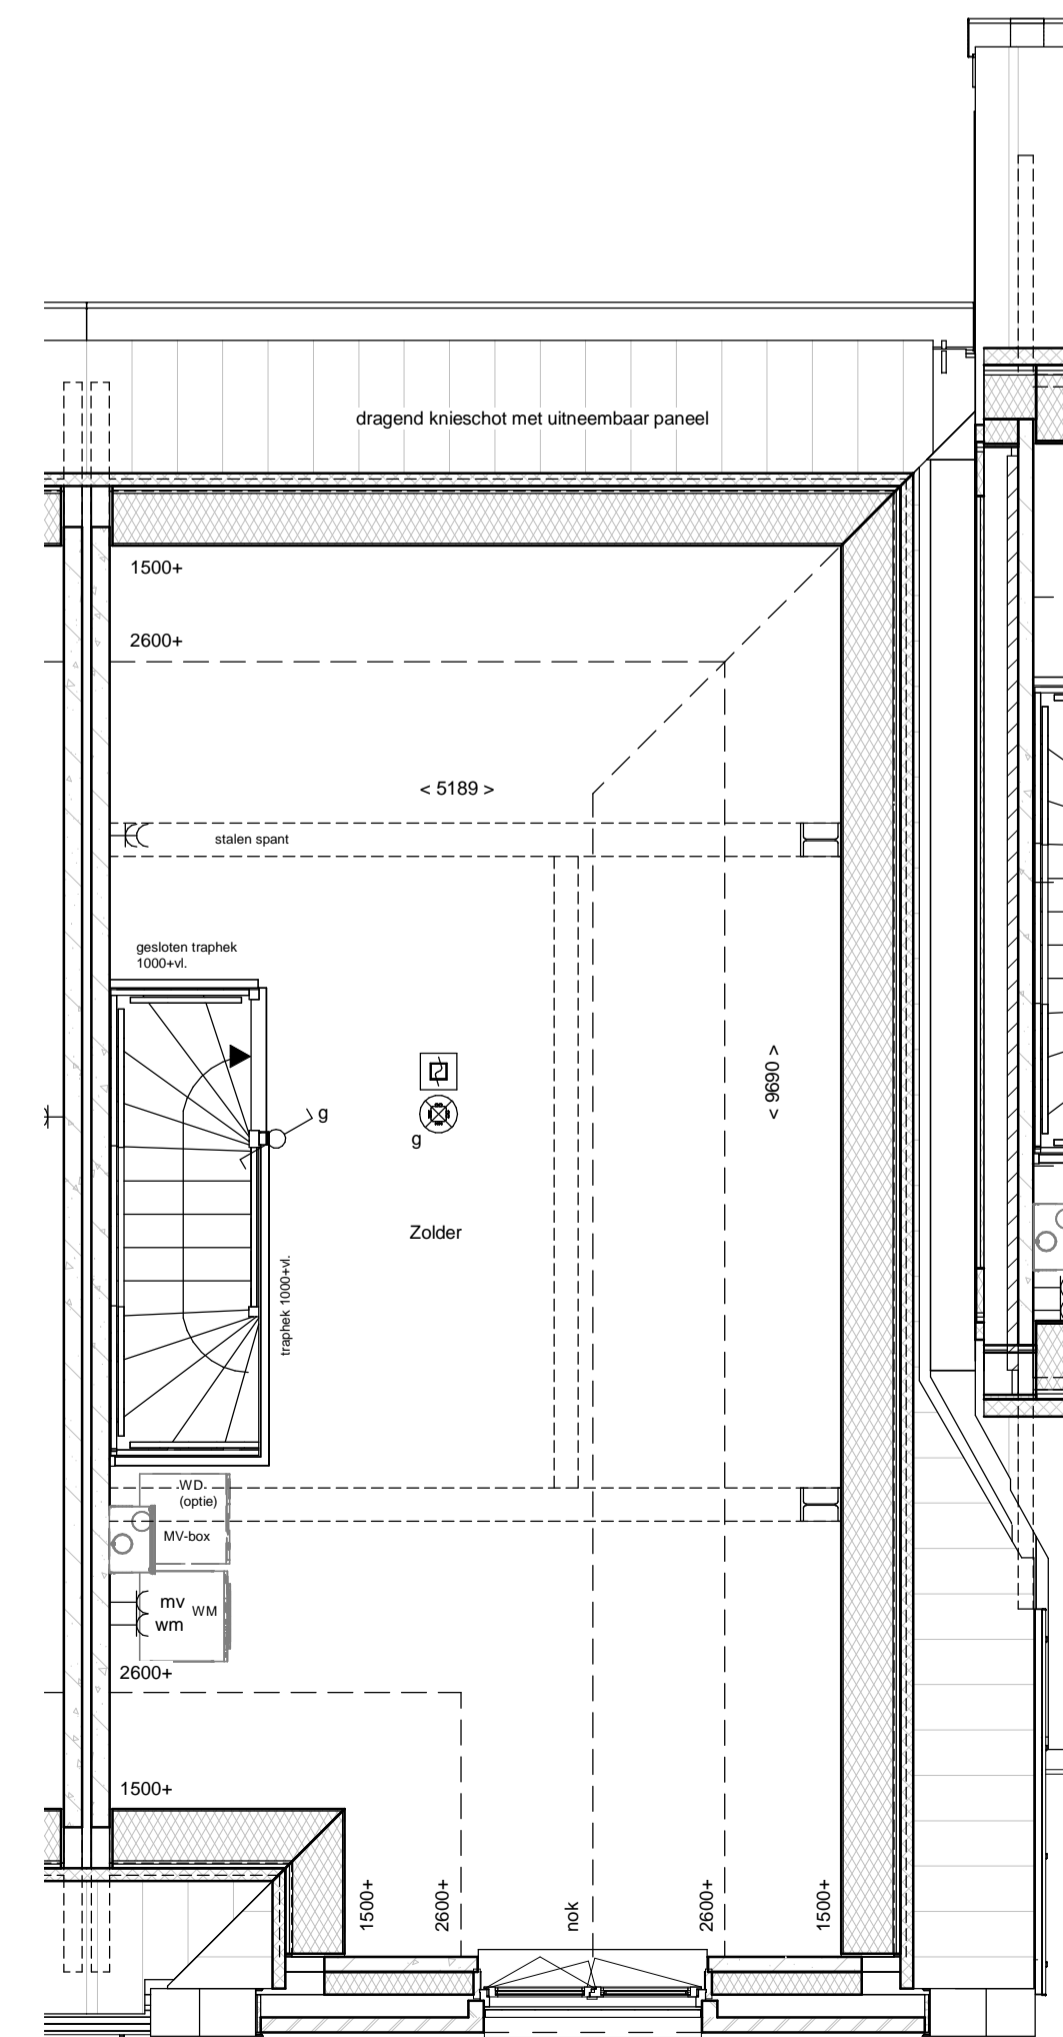 dragend knieschot met uitneembaar paneel
1500+
2600+
< 5189 >
stalen spant
gesloten traphek
1000+vl.
< 9690 >
g
g
Zolder
traphek 1000+vl.
WD
(optie)
MV-box
mv
WM
wm
2600+
1500+
1500+
2600+
nok
2600+
1500+